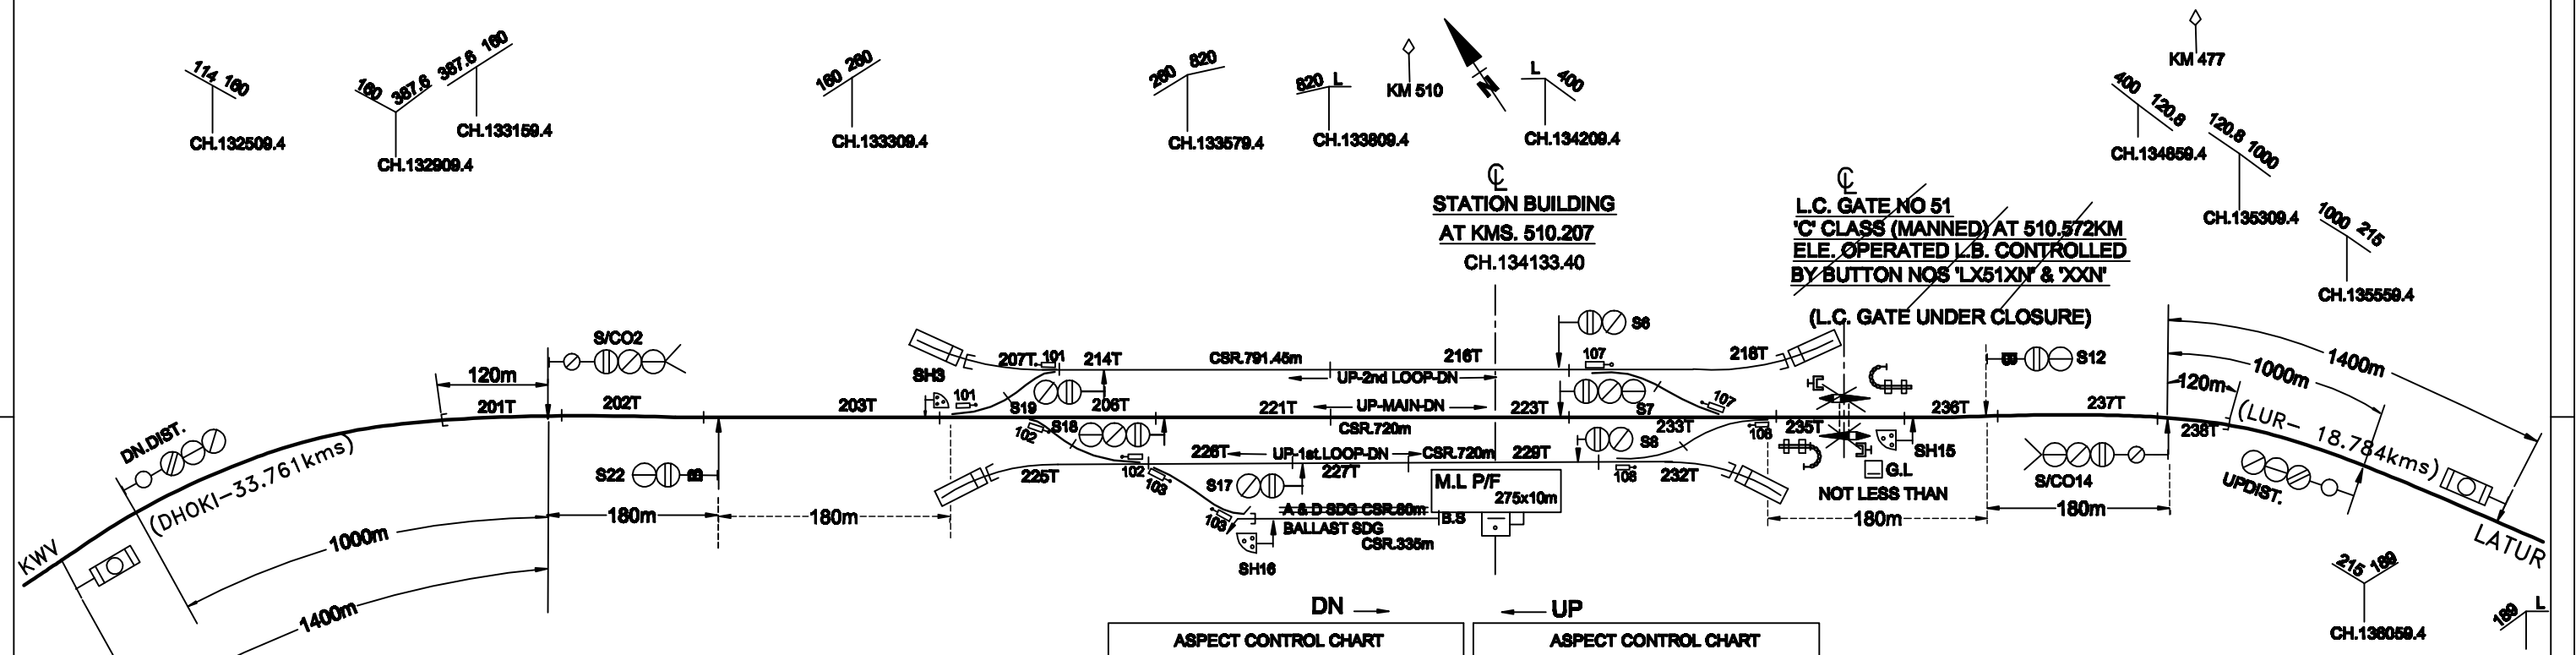 114 160
CH.132509.4
160 387.6
CH.132909.4
387.6 160
CH.133159.4
160 260
CH.133309.4
260 820
CH.133579.4
820 L
CH.133809.4
KM 510
N
L 400
CH.134209.4
KM 477
400 120.8
CH.134859.4
120.8 1000
CH.135309.4
1000 215
CH.135559.4
215 189
CH.136059.4
189 L
STATION BUILDING
AT KMS. 510.207
CH.134133.40
L.C. GATE NO 51
'C' CLASS (MANNED) AT 510.572KM
ELE. OPERATED L.B. CONTROLLED
BY BUTTON NOS 'LX51XN' & 'XXN'
(L.C. GATE UNDER CLOSURE)
S/CO2
120m
201T
202T
203T
SH3
207T
101
214T
CSR.791.45m
216T
UP-2nd LOOP-DN
S6
107
218T
101
S19
206T
221T
UP-MAIN-DN
223T
S7
107
CSR.720m
233T
108
235T
236T
S12
237T
238T
120m
1000m
1400m
(LUR- 18.784kms)
DN.DIST.
(DHOKI-33.761kms)
KWV
1000m
1400m
S22
180m
180m
102
S18
102
225T
226T
UP-1st.LOOP-DN
227T
CSR.720m
229T
S8
108
232T
103
103
S17
A & D SDG CSR.80m
BALLAST SDG
CSR.335m
B.S
SH16
M.L P/F
275x10m
G.L
SH15
NOT LESS THAN
180m
180m
S/CO14
UPDIST.
LATUR
DN
UP
ASPECT CONTROL CHART
ASPECT CONTROL CHART